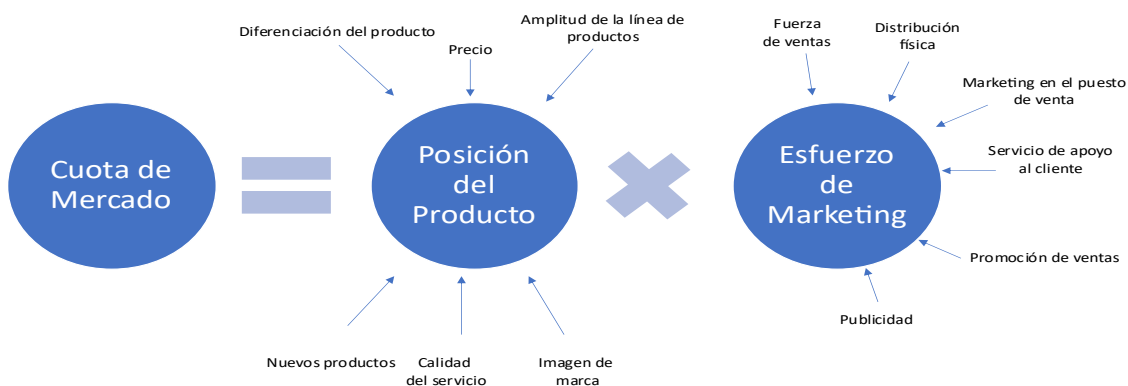 Diferenciación del producto
Precio
Amplitud de la línea de
productos
Fuerza
de ventas
Distribución
física
Marketing en el puesto
de venta
Servicio de apoyo
al cliente
Promoción de ventas
Publicidad
Cuota de
Mercado
Posición
del
Producto
Esfuerzo
de
Marketing
Nuevos productos
Calidad
del servicio
Imagen de
marca